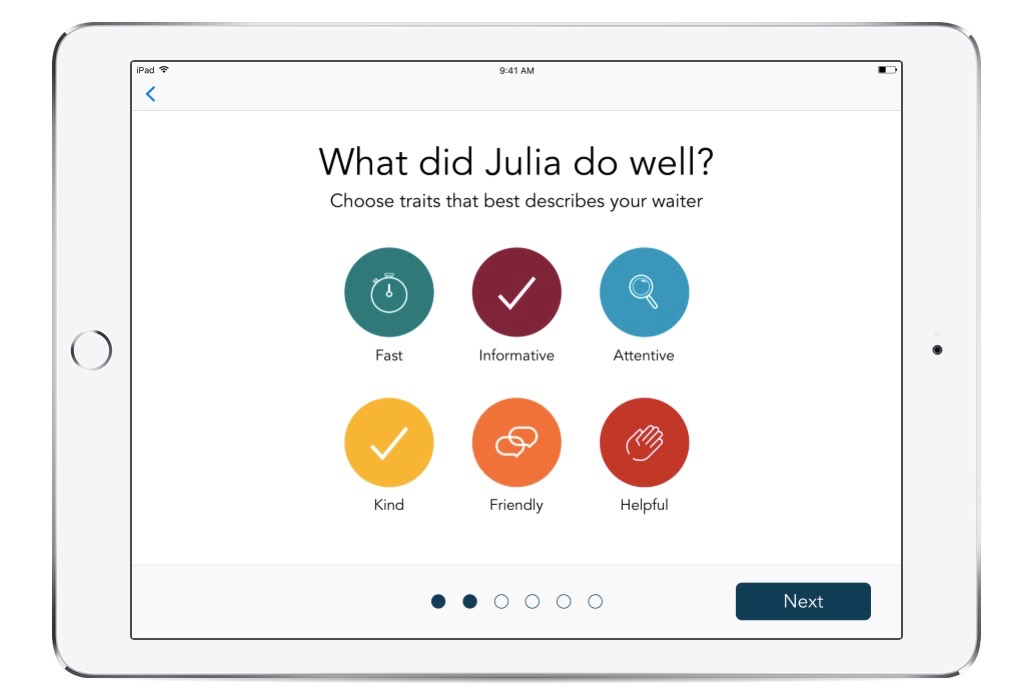 iPad
9:41 AM
What did Julia do well?
Choose traits that best describes your waiter
Fast
Informative
Attentive
Kind
Friendly
Helpful
Next